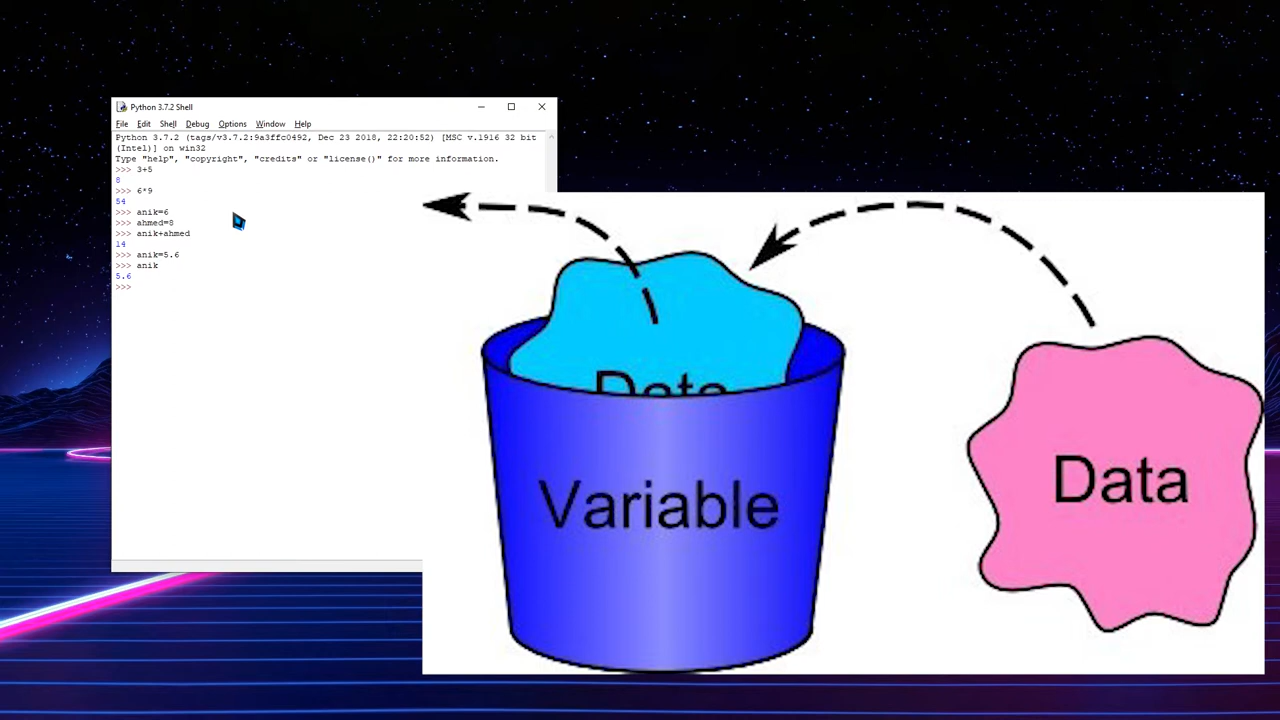 Python 3.7.2 Shell
File Edit Shell Debug Options Window Help
Python 3.7.2 (tags/v3.7.2:9a3ffc0492, Dec 23 2018, 22:20:52) [MSC v.1916 32 bit
(Intel)] on win32
Type "help", "copyright", "credits" or "license()" for more information.
>>> 3+5
8
>>> 6*9
54
>>> anik=6
>>> ahmed=8
>>> anik+ahmed
14
>>> anik=5.6
>>> anik
5.6
>>>
Data
Variable
Data